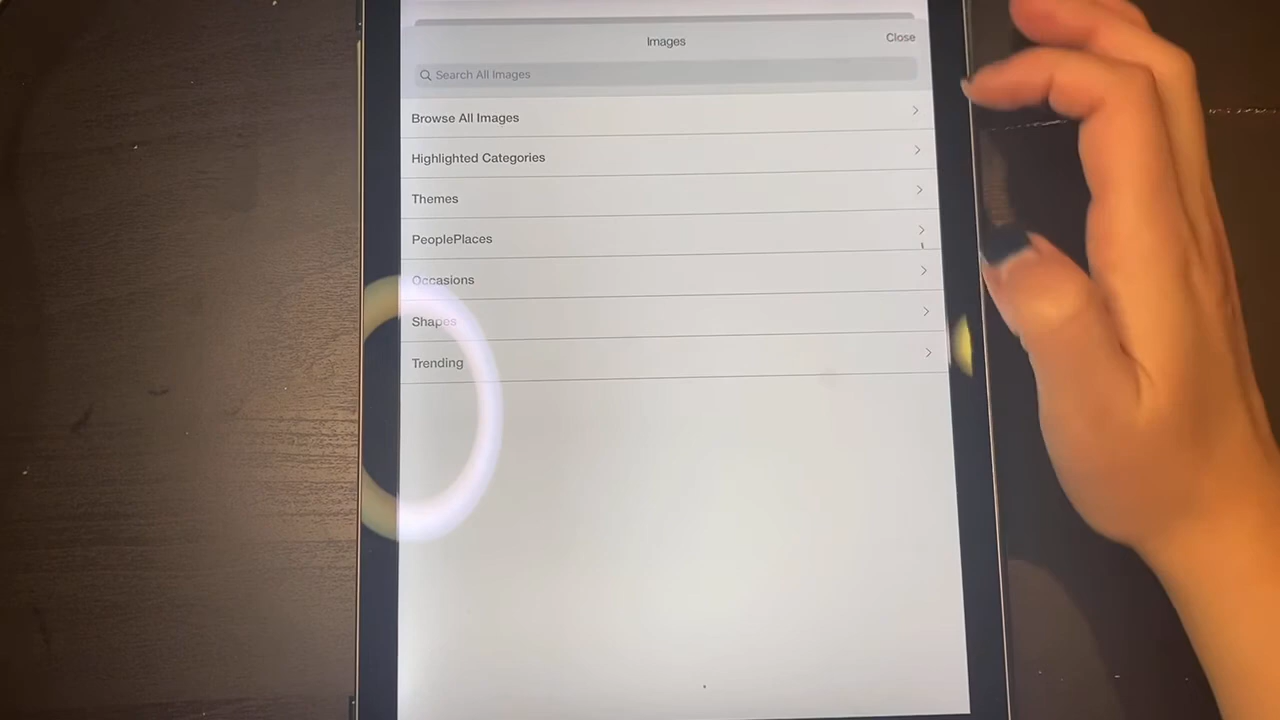 Images
Close
Search All Images
Browse All Images
Highlighted Categories
Themes
PeoplePlaces
Occasions
Shapes
Trending